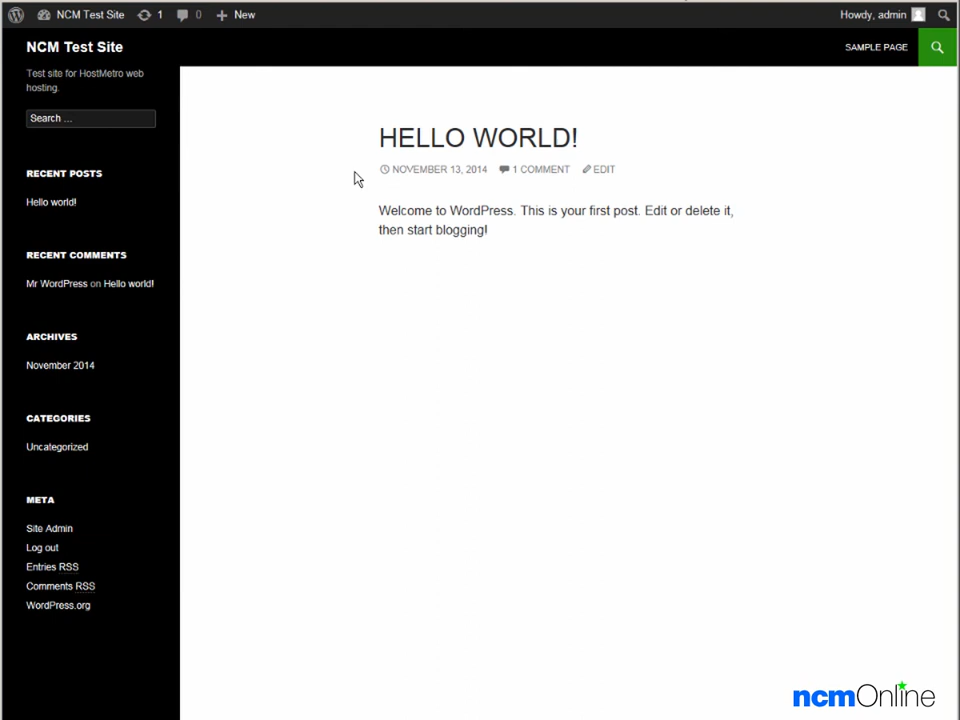 NCM Test Site 1 0 New Howdy, admin
NCM Test Site
SAMPLE PAGE
Test site for HostMetro web
hosting.
Search ...
HELLO WORLD!
NOVEMBER 13, 2014 1 COMMENT EDIT
Welcome to WordPress. This is your first post. Edit or delete it,
then start blogging!
RECENT POSTS
Hello world!
RECENT COMMENTS
Mr WordPress on Hello world!
ARCHIVES
November 2014
CATEGORIES
Uncategorized
META
Site Admin
Log out
Entries RSS
Comments RSS
WordPress.org
ncmOnline